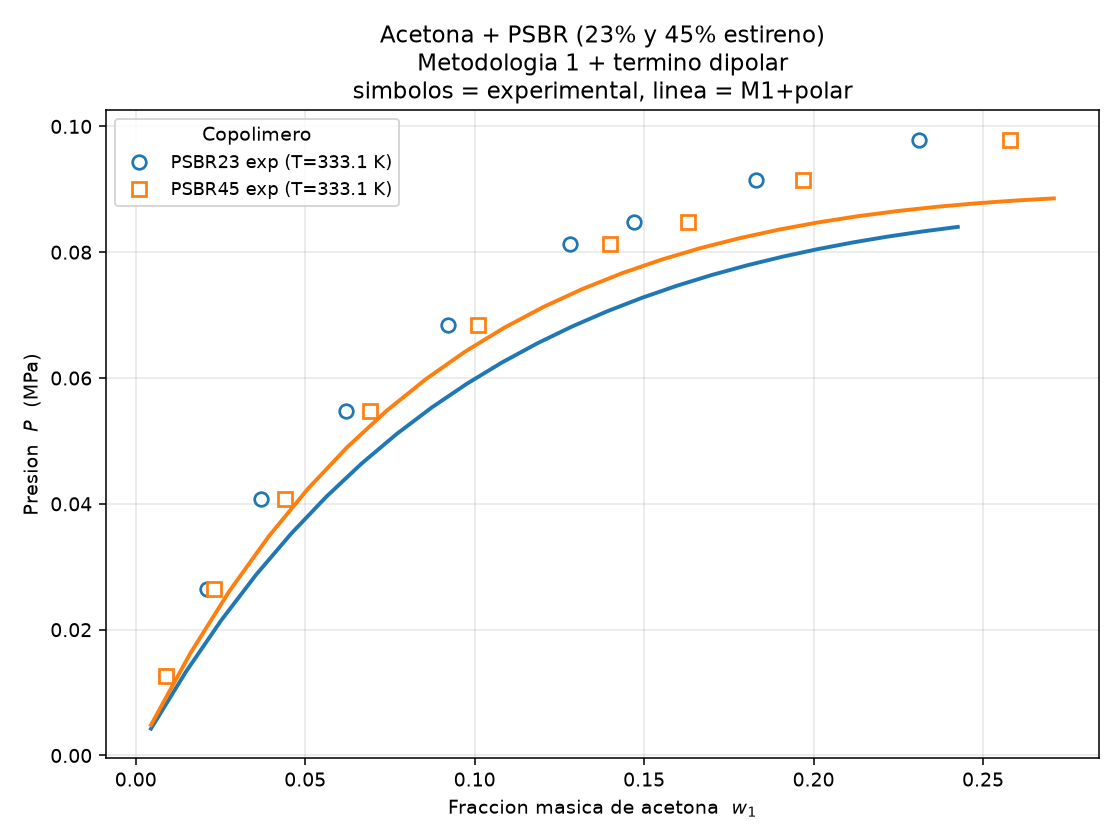 Acetona + PSBR (23% y 45% estireno)
Metodologia 1 + termino dipolar
simbolos = experimental, linea = M1+polar
Copolimero
PSBR23 exp (T=333.1 K)
PSBR45 exp (T=333.1 K)
Presion P (MPa)
0.10
0.08
0.06
0.04
0.02
0.00
0.00 0.05 0.10 0.15 0.20 0.25
Fraccion masica de acetona w₁